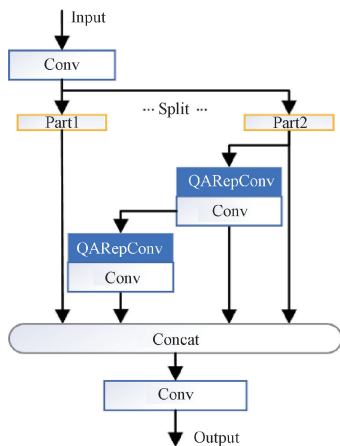 Input
Conv
··· Split ···
Part1
Part2
QARepConv
Conv
QARepConv
Conv
Concat
Conv
Output